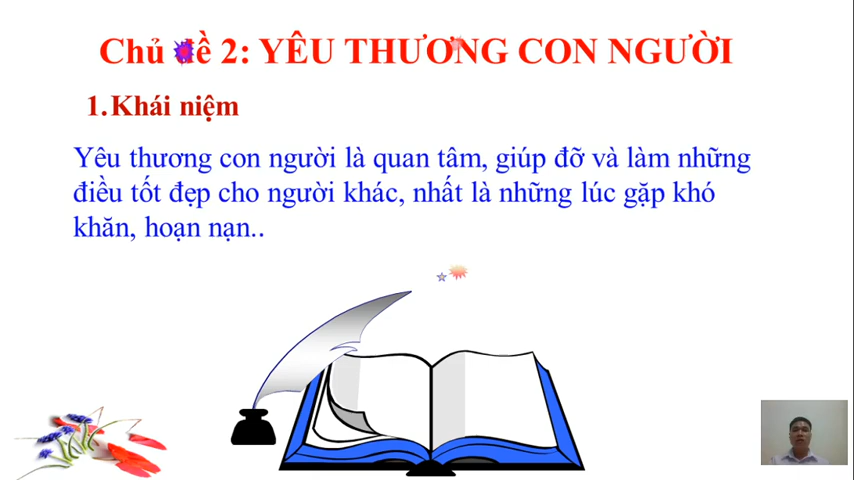 Chủ đề 2: YÊU THƯƠNG CON NGƯỜI
1. Khái niệm
Yêu thương con người là quan tâm, giúp đỡ và làm những
điều tốt đẹp cho người khác, nhất là những lúc gặp khó
khăn, hoạn nạn..